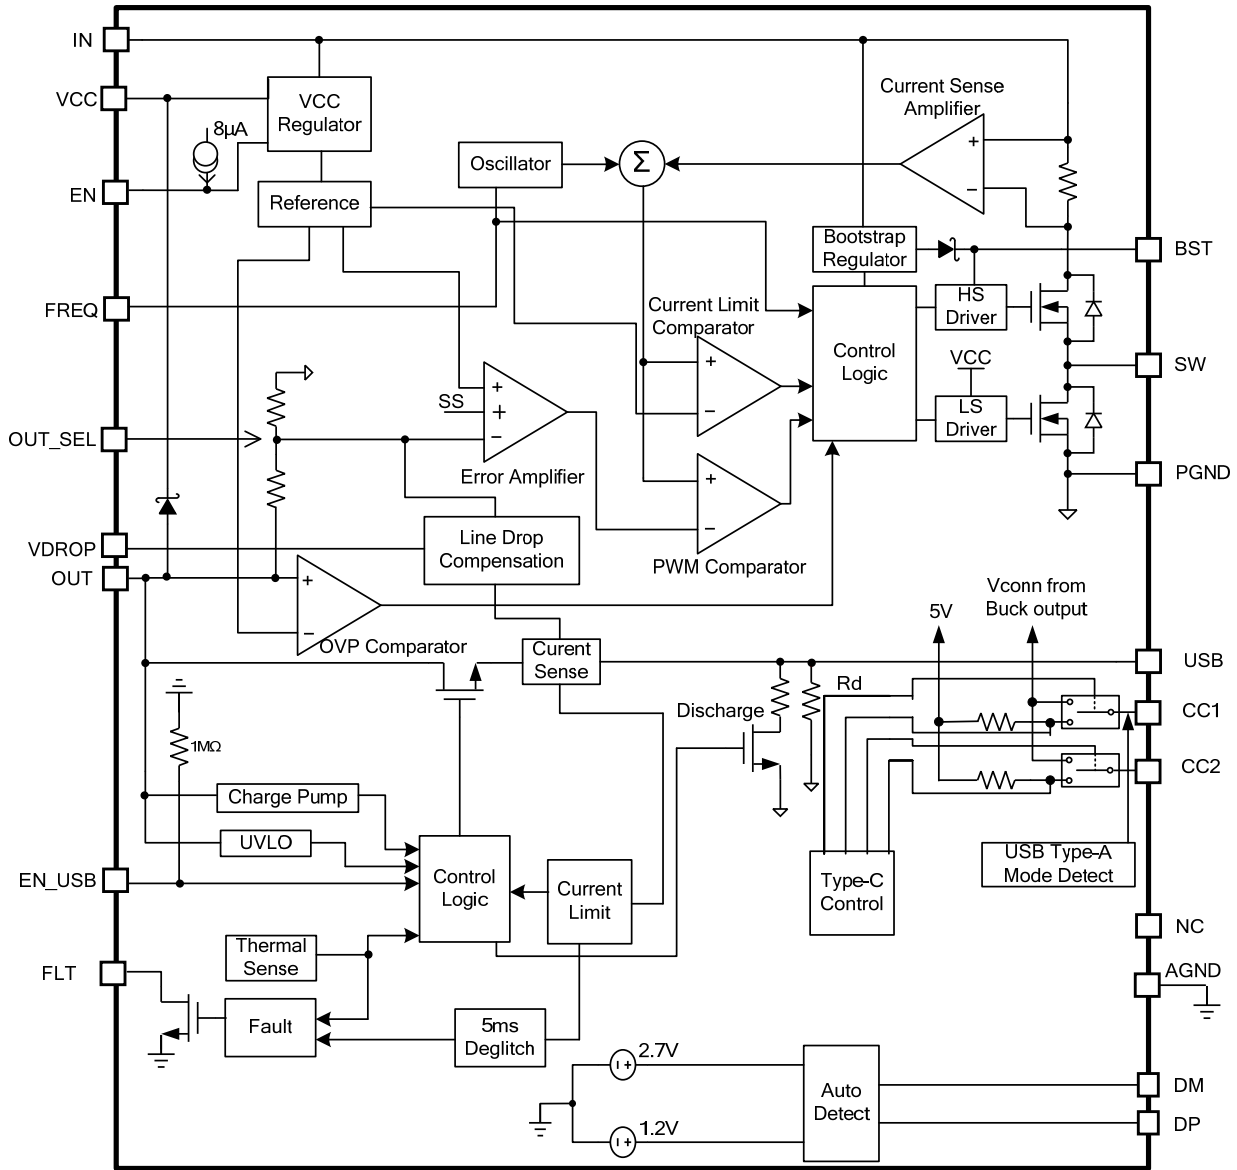 IN
VCC
8μA
VCC
Regulator
Current Sense
Amplifier
+
−
Oscillator
Σ
EN
Reference
Bootstrap
Regulator
BST
FREQ
Current Limit
Comparator
HS
Driver
Control
Logic
VCC
SW
+
−
LS
Driver
+
SS
+
−
OUT_SEL
Error Amplifier
+
−
PGND
VDROP
Line Drop
Compensation
PWM Comparator
OUT
+
−
OVP Comparator
5V
Vconn from
Buck output
Curent
Sense
USB
Rd
Discharge
CC1
1MΩ
CC2
Charge Pump
UVLO
EN_USB
Control
Logic
Current
Limit
Type-C
Control
USB Type-A
Mode Detect
NC
Thermal
Sense
FLT
AGND
Fault
5ms
Deglitch
2.7V
Auto
Detect
DM
1.2V
DP